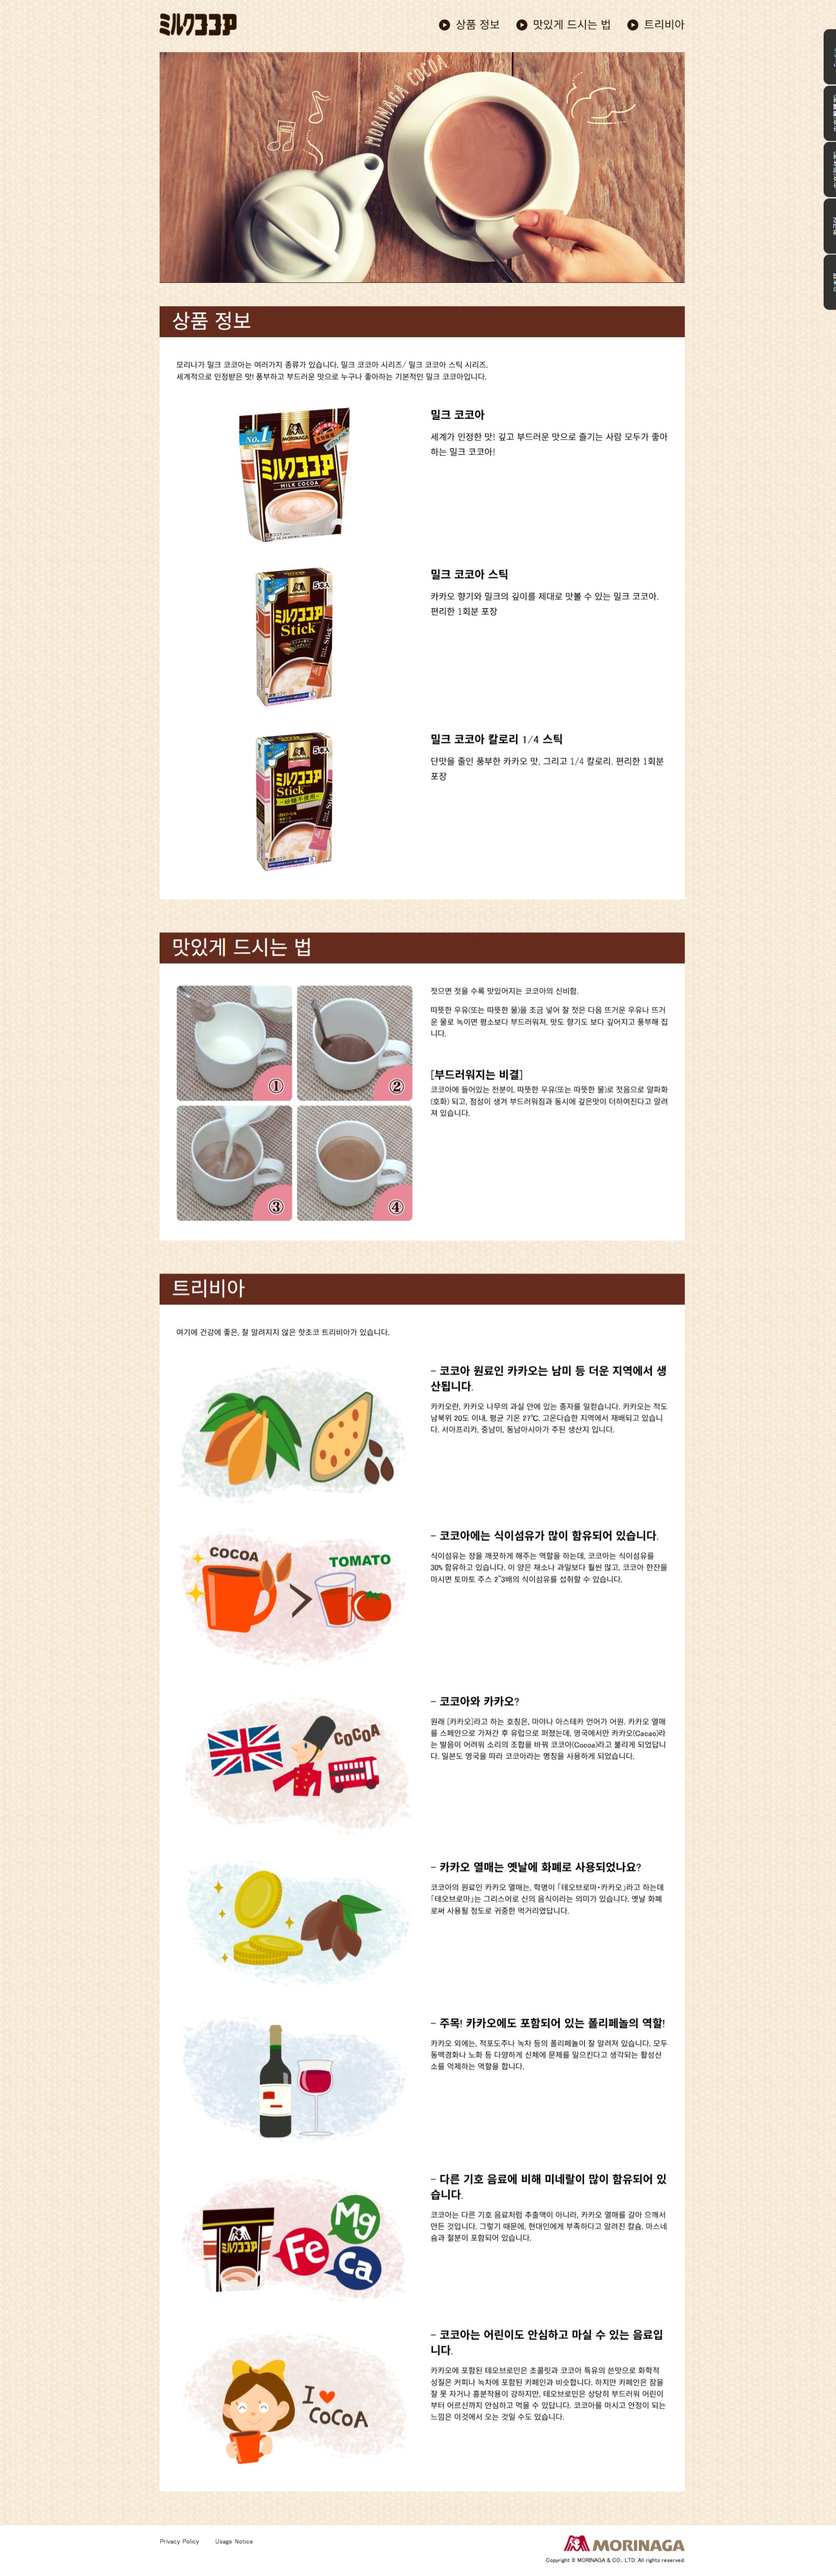 ミルクココア
상품 정보
맛있게 드시는 법
트리비아
MORINAGA COCOA
상품 정보
모리나가 밀크 코코아는 여러가지 종류가 있습니다. 밀크 코코아 시리즈/ 밀크 코코아 스틱 시리즈.
세계적으로 인정받은 맛! 풍부하고 부드러운 맛으로 누구나 좋아하는 기본적인 밀크 코코아입니다.
No.1
MORINAGA
ミルクココア
MILK COCOA
밀크 코코아
세계가 인정한 맛! 깊고 부드러운 맛으로 즐기는 사람 모두가 좋아
하는 밀크 코코아!
5本入
ミルクココア
Stick
밀크 코코아 스틱
카카오 향기와 밀크의 깊이를 제대로 맛볼 수 있는 밀크 코코아.
편리한 1회분 포장
5本入
ミルクココア
Stick
砂糖不使用
밀크 코코아 칼로리 1/4 스틱
단맛을 줄인 풍부한 카카오 맛, 그리고 1/4 칼로리. 편리한 1회분
포장
맛있게 드시는 법
①
②
③
④
젓으면 젓을 수록 맛있어지는 코코아의 신비함.
따뜻한 우유(또는 따뜻한 물)을 조금 넣어 잘 젓은 다음 뜨거운 우유나 뜨거
운 물로 녹이면 평소보다 부드러워져, 맛도 향기도 보다 깊어지고 풍부해 집
니다.
[부드러워지는 비결]
코코아에 들어있는 전분이, 따뜻한 우유(또는 따뜻한 물)로 젓음으로 알파화
(호화) 되고, 점성이 생겨 부드러워짐과 동시에 깊은맛이 더하여진다고 알려
져 있습니다.
트리비아
여기에 건강에 좋은, 잘 알려지지 않은 핫초코 트리비아가 있습니다.
- 코코아 원료인 카카오는 남미 등 더운 지역에서 생
산됩니다.
카카오란, 카카오 나무의 과실 안에 있는 종자를 일컫습니다. 카카오는 적도
남북위 20도 이내, 평균 기온 27℃, 고온다습한 지역에서 재배되고 있습니
다. 서아프리카, 중남미, 동남아시아가 주된 생산지 입니다.
COCOA
TOMATO
- 코코아에는 식이섬유가 많이 함유되어 있습니다.
식이섬유는 장을 깨끗하게 해주는 역할을 하는데, 코코아는 식이섬유를
30% 함유하고 있습니다. 이 양은 채소나 과일보다 훨씬 많고, 코코아 한잔을
마시면 토마토 주스 2~3배의 식이섬유를 섭취할 수 있습니다.
COCOA
- 코코아와 카카오?
원래 [카카오]라고 하는 호칭은, 마야나 아스테카 언어가 어원. 카카오 열매
를 스페인으로 가져간 후 유럽으로 퍼졌는데, 영국에서만 카카오(Cacao)라
는 발음이 어려워 소리의 조합을 바꿔 코코아(Cocoa)라고 불리게 되었답니
다. 일본도 영국을 따라 코코아라는 명칭을 사용하게 되었습니다.
- 카카오 열매는 옛날에 화폐로 사용되었나요?
코코아의 원료인 카카오 열매는, 학명이 「테오브로마・카카오」라고 하는데
「테오브로마」는 그리스어로 신의 음식이라는 의미가 있습니다. 옛날 화폐
로써 사용될 정도로 귀중한 먹거리였답니다.
- 주목! 카카오에도 포함되어 있는 폴리페놀의 역할!
카카오 외에는, 적포도주나 녹차 등의 폴리페놀이 잘 알려져 있습니다. 모두
동맥경화나 노화 등 다양하게 신체에 문제를 일으킨다고 생각되는 활성산
소를 억제하는 역할을 합니다.
ミルクココア
Fe
Mg
Ca
- 다른 기호 음료에 비해 미네랄이 많이 함유되어 있
습니다.
코코아는 다른 기호 음료처럼 추출액이 아니라, 카카오 열매를 갈아 으깨서
만든 것입니다. 그렇기 때문에, 현대인에게 부족하다고 알려진 칼슘, 마스네
슘과 철분이 포함되어 있습니다.
I
COCOA
- 코코아는 어린이도 안심하고 마실 수 있는 음료입
니다.
카카오에 포함된 테오브로민은 초콜릿과 코코아 특유의 쓴맛으로 화학적
성질은 커피나 녹차에 포함된 카페인과 비슷합니다. 하지만 카페인은 잠을
잘 못 자거나 흥분작용이 강하지만, 테오브로민은 상당히 부드러워 어린이
부터 어르신까지 안심하고 먹을 수 있답니다. 코코아를 마시고 안정이 되는
느낌은 이것에서 오는 것일 수도 있습니다.
Privacy Policy
Usage Notice
MORINAGA
Copyright © MORINAGA & CO., LTD. All rights reserved.